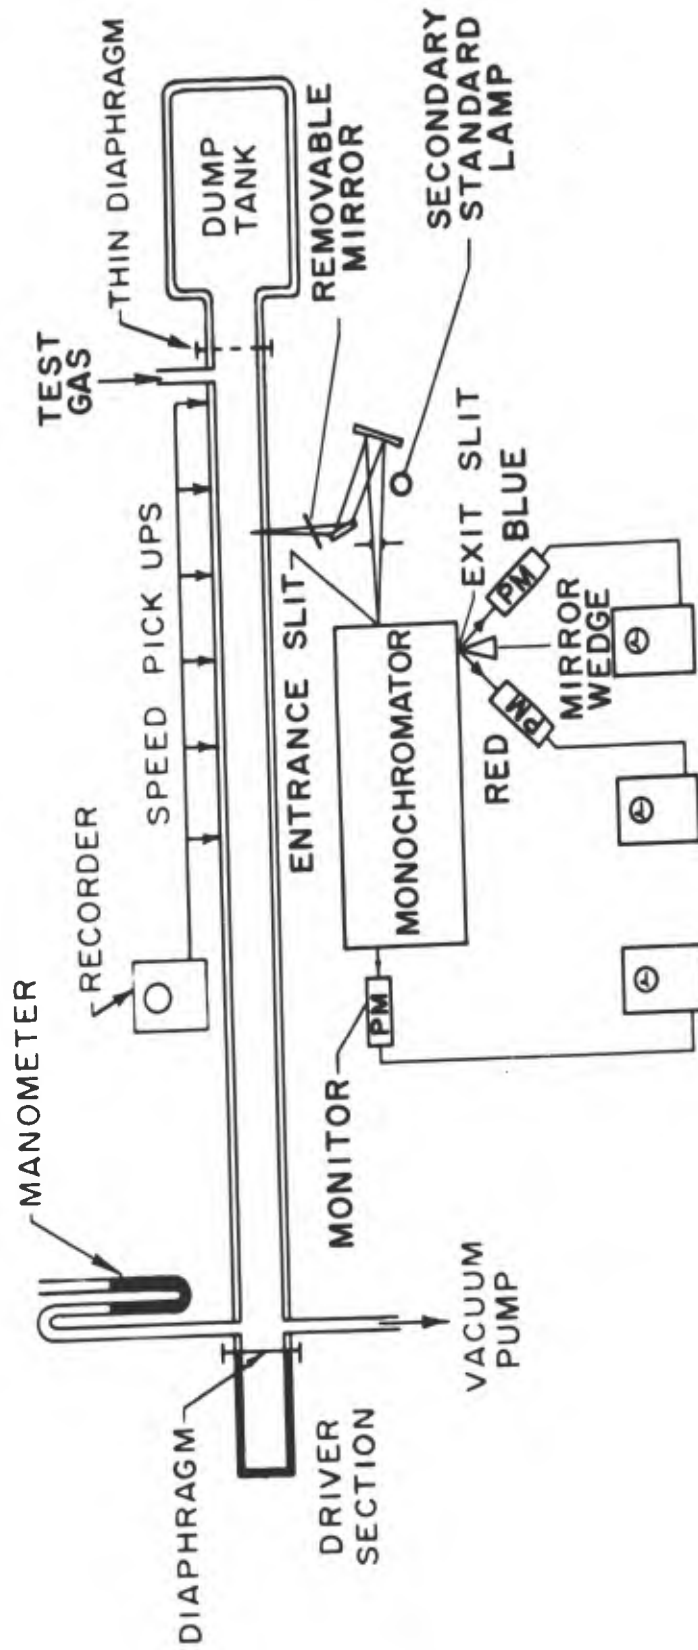 MANOMETER
RECORDER
TEST
GAS
THIN DIAPHRAGM
SPEED PICK UPS
DUMP
TANK
DIAPHRAGM
DRIVER
SECTION
VACUUM
PUMP
MONITOR
PM
ENTRANCE SLIT
MONOCHROMATOR
REMOVABLE
MIRROR
SECONDARY
STANDARD
LAMP
EXIT SLIT
RED
PM
MIRROR
WEDGE
BLUE
PM